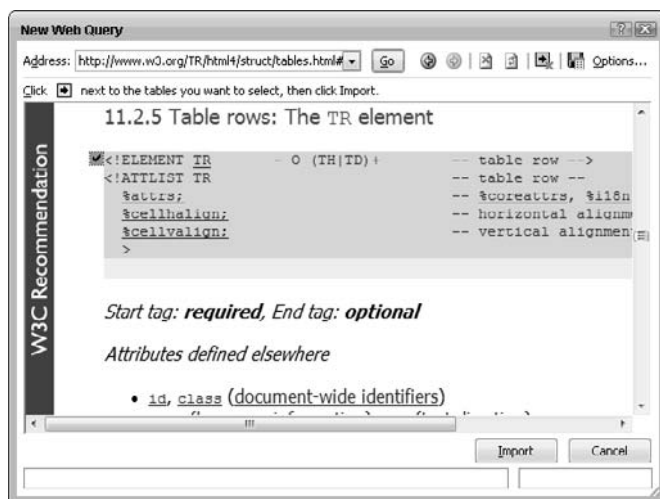 New Web Query
Address: http://www.w3.org/TR/html4/struct/tables.html# Go Options...
Click next to the tables you want to select, then click Import.
W3C Recommendation
11.2.5 Table rows: The TR element
<!ELEMENT TR - O (TH|TD)+ -- table row -->
<!ATTLIST TR -- table row --
%attrs; -- %coreattrs, %i18n
%cellhalign; -- horizontal alignm
%cellvalign; -- vertical alignmen
>
Start tag: required, End tag: optional
Attributes defined elsewhere
• id, class (document-wide identifiers)
Import Cancel